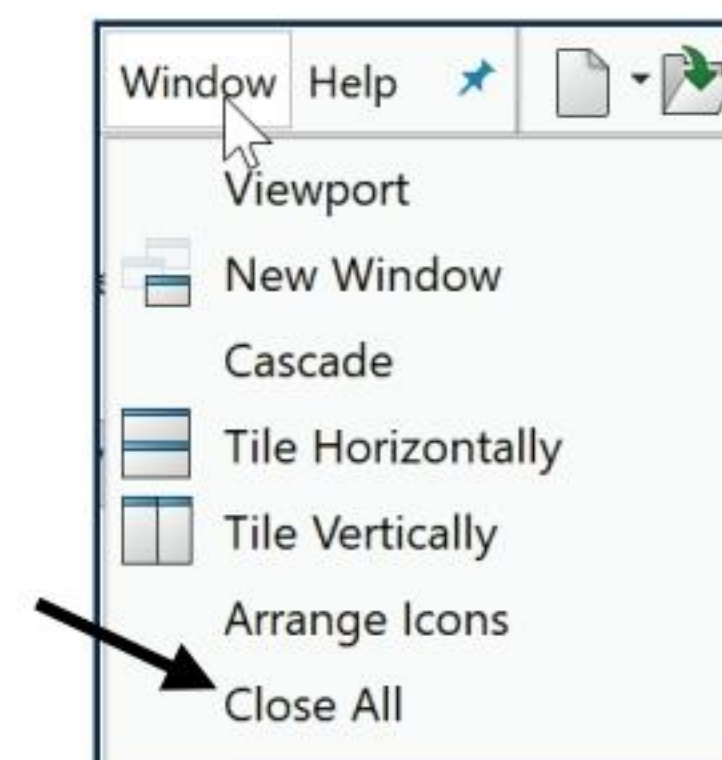 Window Help
Viewport
New Window
Cascade
Tile Horizontally
Tile Vertically
Arrange Icons
Close All